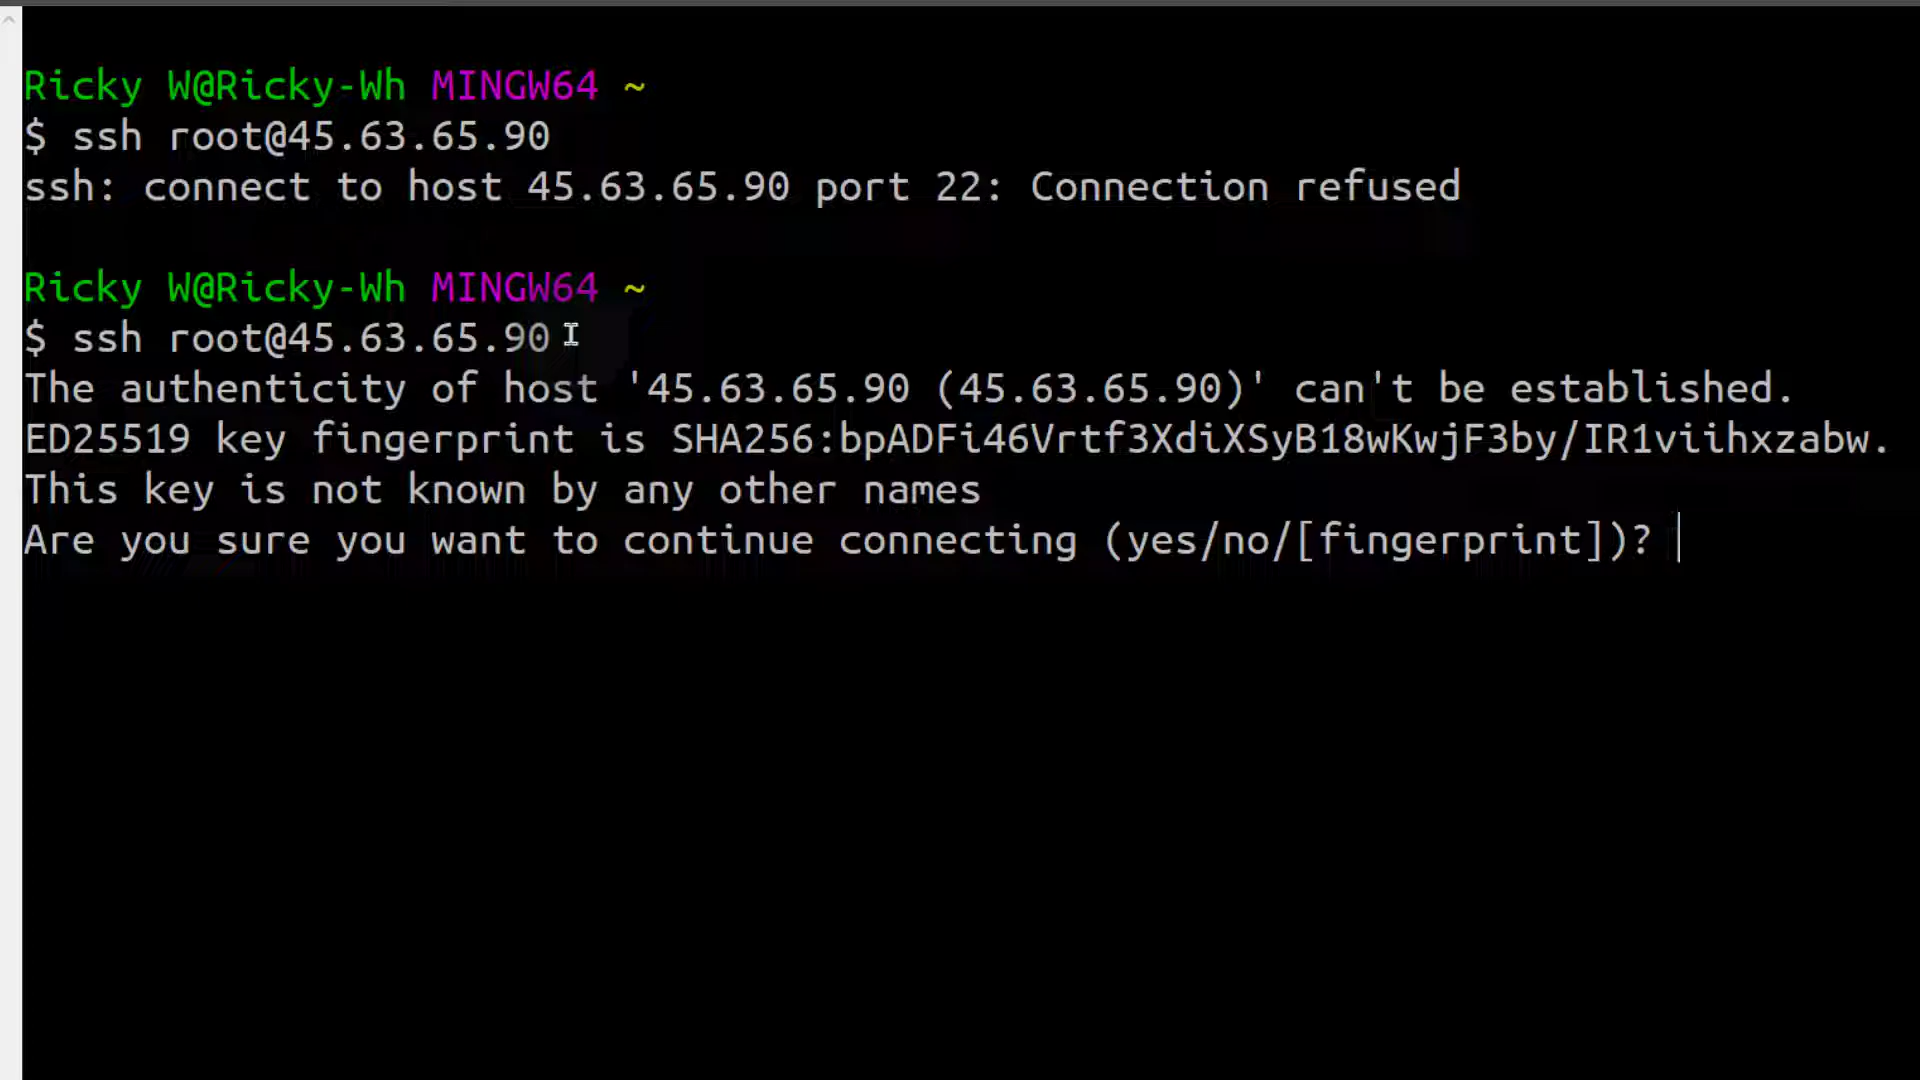 Ricky W@Ricky-Wh MINGW64 ~
$ ssh root@45.63.65.90
ssh: connect to host 45.63.65.90 port 22: Connection refused
Ricky W@Ricky-Wh MINGW64 ~
$ ssh root@45.63.65.90
The authenticity of host '45.63.65.90 (45.63.65.90)' can't be established.
ED25519 key fingerprint is SHA256:bpADFi46Vrtf3XdiXSyB18wKwjF3by/IR1viihxzabw.
This key is not known by any other names
Are you sure you want to continue connecting (yes/no/[fingerprint])?